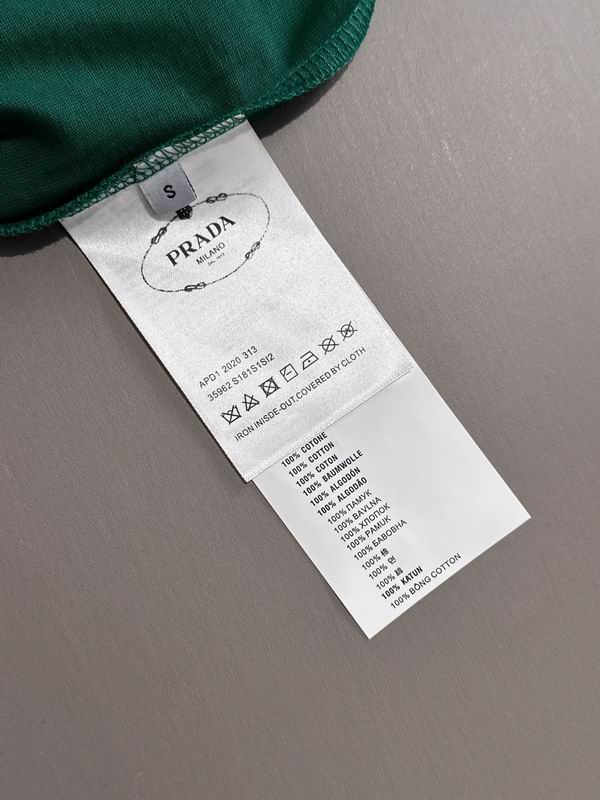 S
PRADA
MILANO
DAL 1913
APD1 2020 313
35962 S181S1SI2
IRON INISDE-OUT,COVERED BY CLOTH
100% COTONE
100% COTTON
100% COTON
100% BAUMWOLLE
100% ALGODÓN
100% ALGODÃO
100% ПАМУК
100% BAVLNA
100% ХЛОПОК
100% PAMUK
100% БАВОВНА
100% 棉
100% 면
100% 綿
100% KATUN
100% BÔNG COTTON